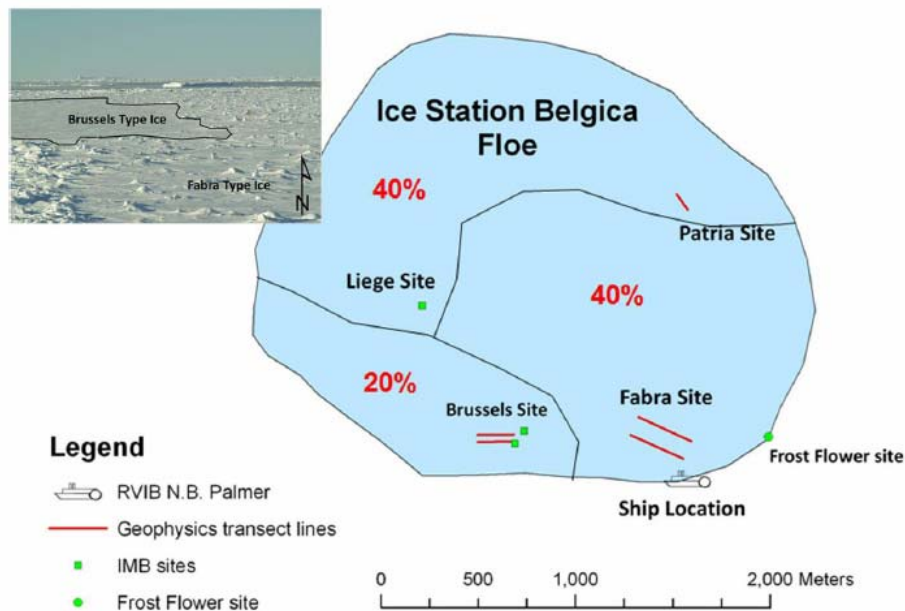 Brussels Type Ice
Fabra Type Ice
N
Ice Station Belgica
Floe
40%
Patria Site
Liege Site
40%
20%
Brussels Site
Fabra Site
Frost Flower site
Ship Location
Legend
RVIB N.B. Palmer
Geophysics transect lines
IMB sites
Frost Flower site
0 500 1,000 2,000 Meters